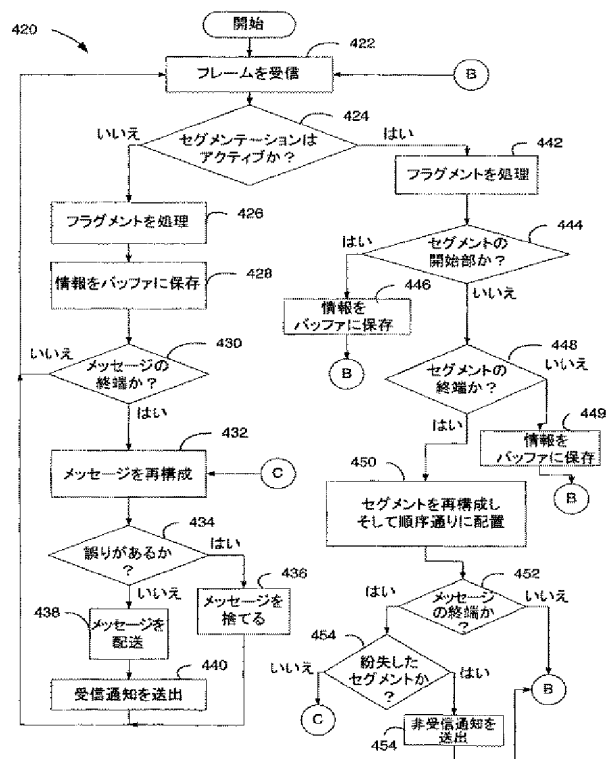 420
開始
422
フレームを受信
B
424
セグメンテーションは
アクティブか？
いいえ
はい
442
フラグメントを処理
フラグメントを処理
426
444
セグメントの
開始部か？
はい
いいえ
情報をバッファに保存
428
446
情報を
バッファに保存
B
430
メッセージの
終端か？
いいえ
はい
448
セグメントの
終端か？
いいえ
はい
449
情報を
バッファに保存
B
432
メッセージを再構成
C
450
セグメントを再構成し
そして順序通りに配置
434
誤りがあるか
？
はい
いいえ
436
メッセージを
捨てる
438
メッセージを
配送
440
受信通知を送出
452
メッセージ
の終端か？
はい
いいえ
454
紛失した
セグメントか
？
いいえ
はい
C
B
非受信通知を
送出
454